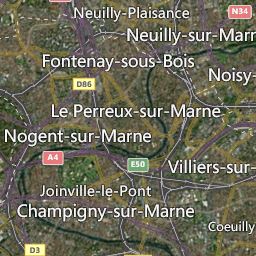 Neuilly-Plaisance
N34
Neuilly-sur-Marn
Fontenay-sous-Bois
Noisy-
D86
Le Perreux-sur-Marne
Nogent-sur-Marne
A4
E50
Villiers-sur-
Joinville-le-Pont
Champigny-sur-Marne
Coeuilly
D3